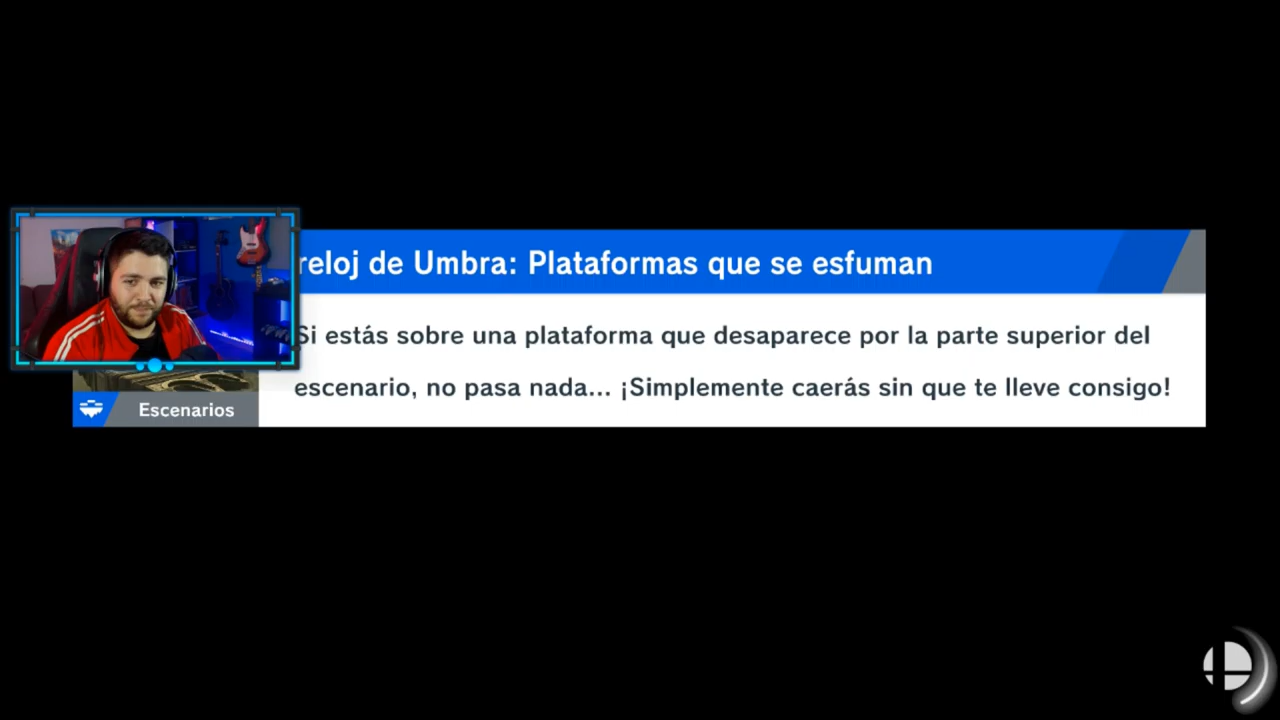 reloj de Umbra: Plataformas que se esfuman
Si estás sobre una plataforma que desaparece por la parte superior del
escenario, no pasa nada... ¡Simplemente caerás sin que te lleve consigo!
Escenarios